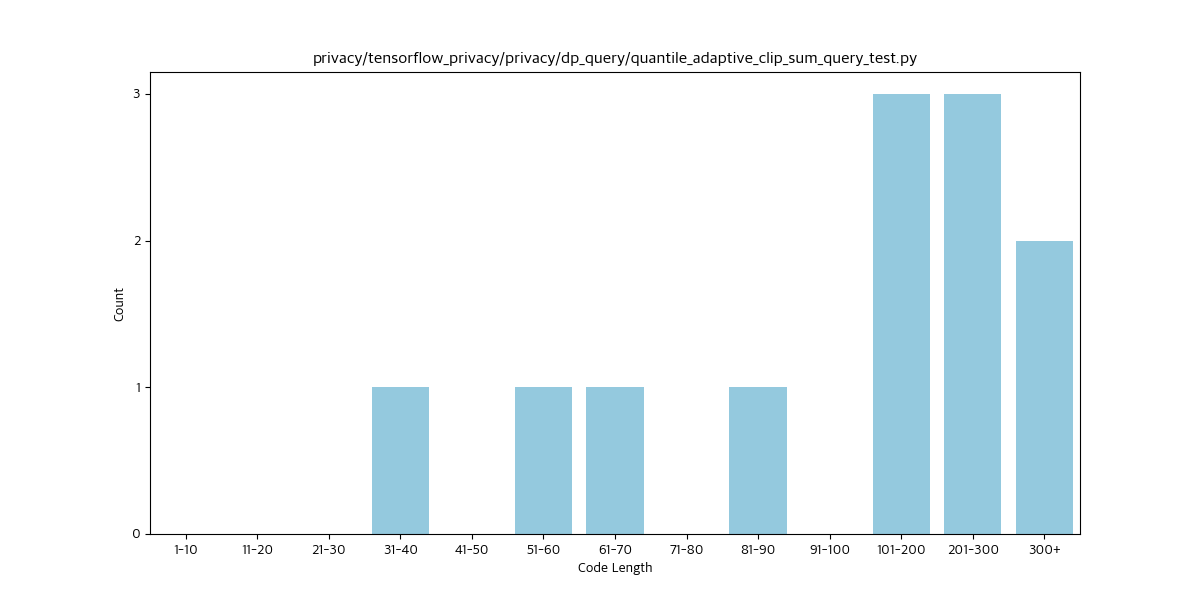 privacy/tensorflow_privacy/privacy/dp_query/quantile_adaptive_clip_sum_query_test.py
3
2
1
0
Count
1-10 11-20 21-30 31-40 41-50 51-60 61-70 71-80 81-90 91-100 101-200 201-300 300+
Code Length